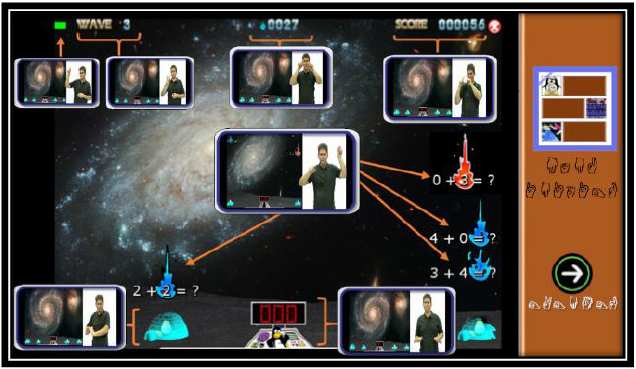 WAVE 3
0027
SCORE 000056
0 + 3 = ?
4 + 0 = ?
3 + 4 = ?
2 + 2 = ?
000